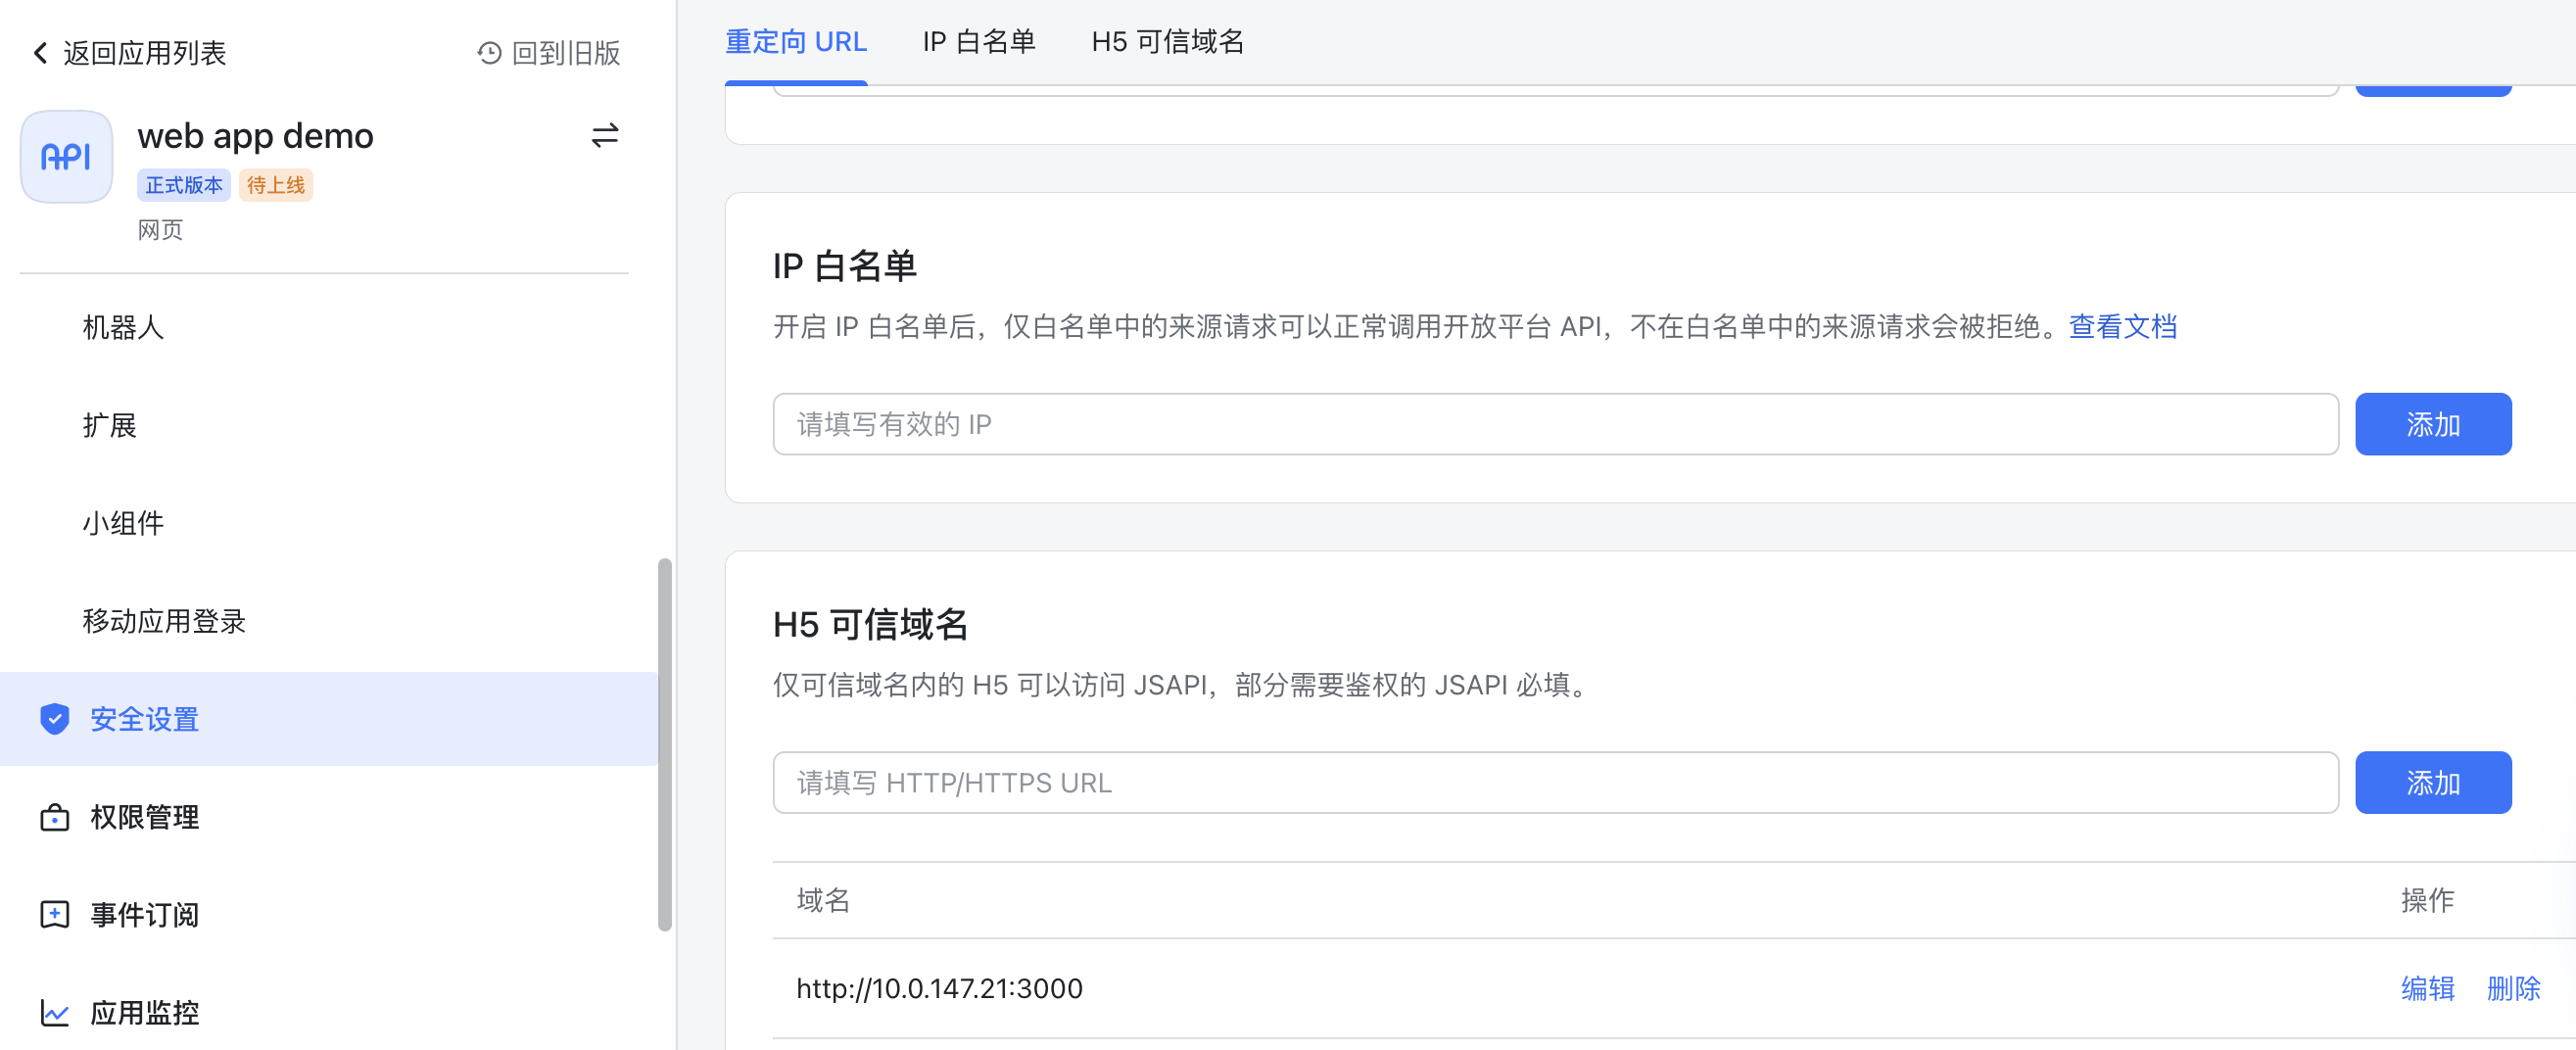 返回应用列表
回到旧版
API
web app demo
正式版本 待上线
网页
机器人
扩展
小组件
移动应用登录
安全设置
权限管理
事件订阅
应用监控
重定向 URL IP 白名单 H5 可信域名
IP 白名单
开启 IP 白名单后，仅白名单中的来源请求可以正常调用开放平台 API，不在白名单中的来源请求会被拒绝。查看文档
请填写有效的 IP
添加
H5 可信域名
仅可信域名内的 H5 可以访问 JSAPI，部分需要鉴权的 JSAPI 必填。
请填写 HTTP/HTTPS URL
添加
域名 操作
http://10.0.147.21:3000 编辑 删除